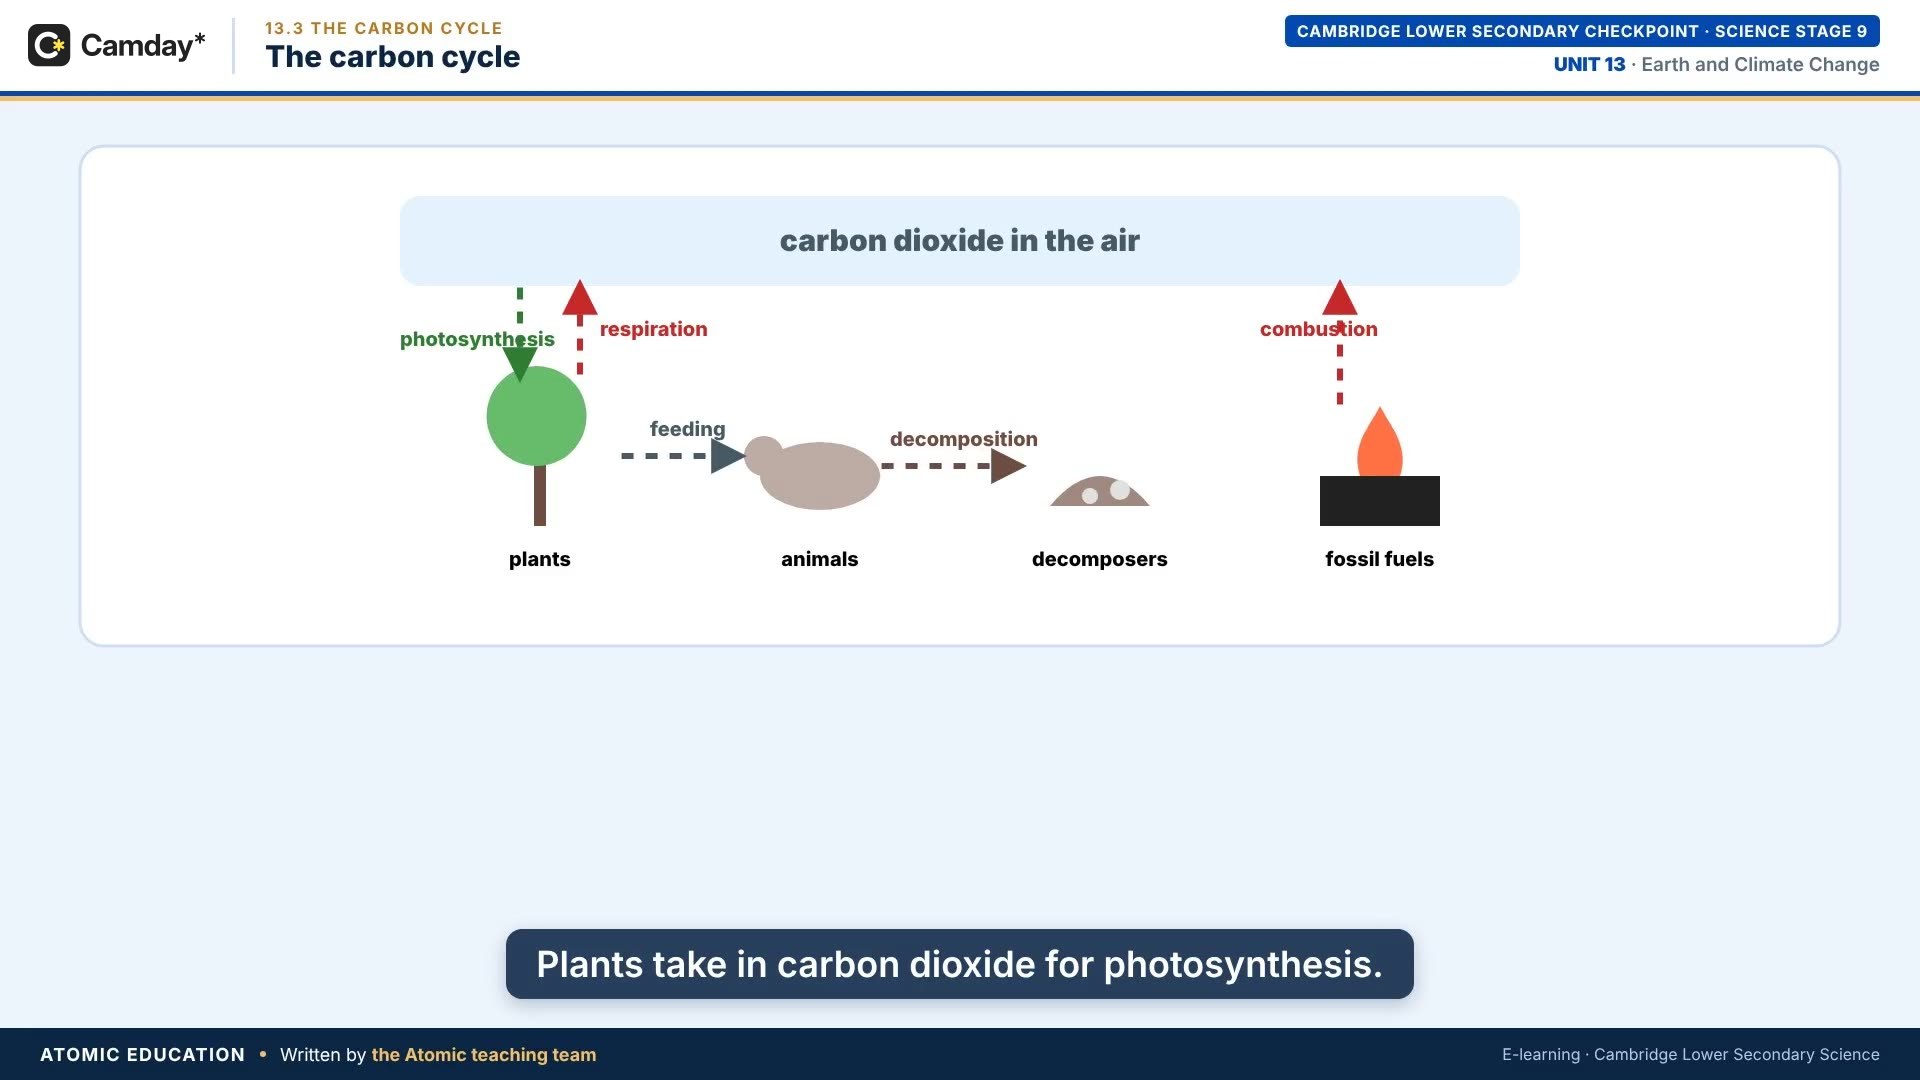 Camday*
13.3 THE CARBON CYCLE
The carbon cycle
CAMBRIDGE LOWER SECONDARY CHECKPOINT · SCIENCE STAGE 9
UNIT 13 · Earth and Climate Change
carbon dioxide in the air
photosynthesis
respiration
combustion
feeding
decomposition
plants
animals
decomposers
fossil fuels
Plants take in carbon dioxide for photosynthesis.
ATOMIC EDUCATION • Written by the Atomic teaching team
E-learning · Cambridge Lower Secondary Science